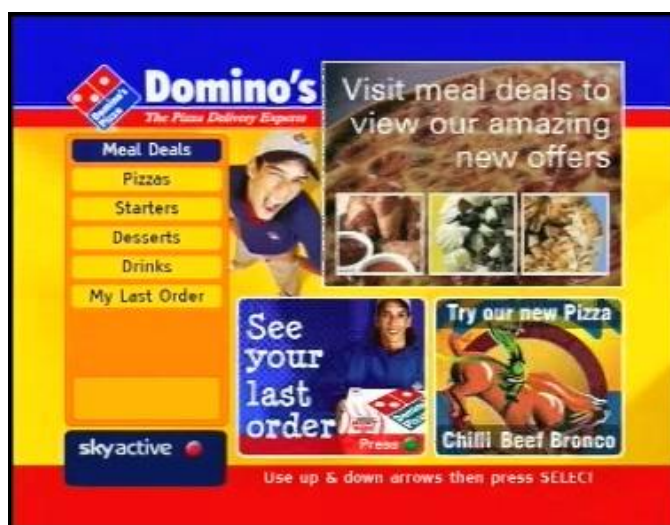 Domino's
The Pizza Delivery Experts
Domino's
Pizza
Meal Deals
Pizzas
Starters
Desserts
Drinks
My Last Order
Visit meal deals to
view our amazing
new offers
See
your
last
order
Press
Try our new Pizza
Chilli Beef Bronco
skyactive
Use up & down arrows then press SELECT